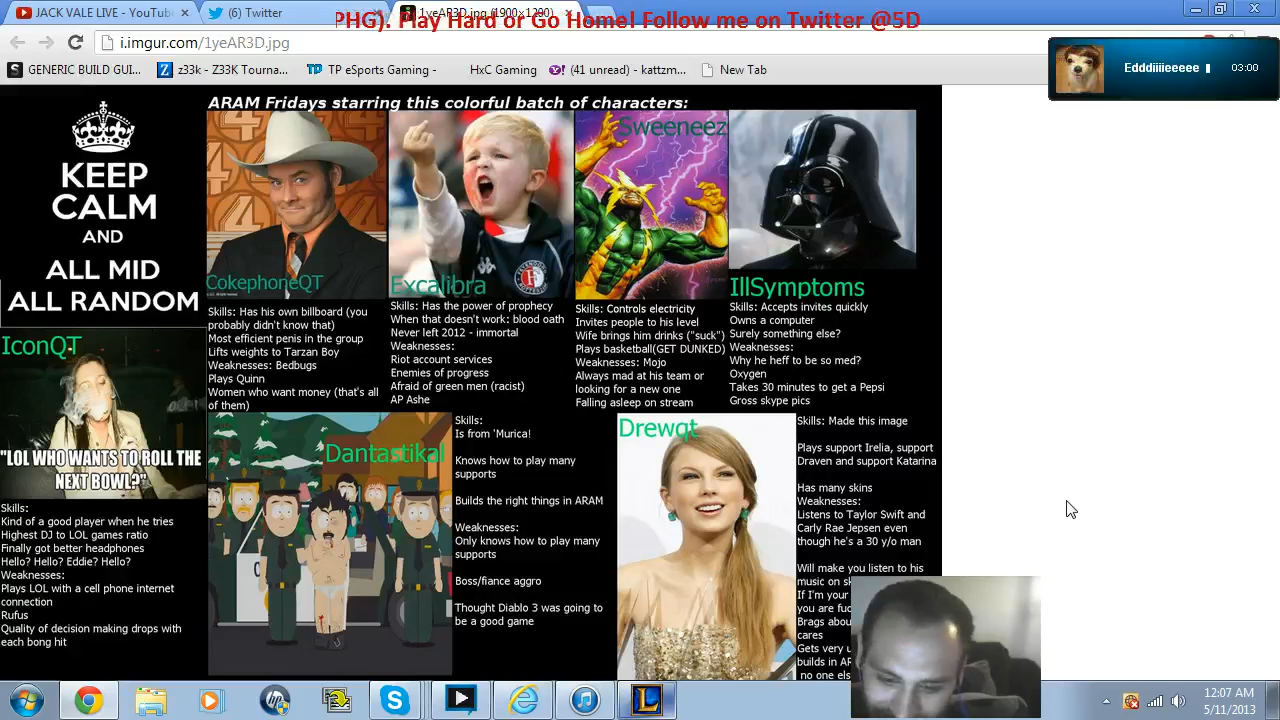 JACK VALE LIVE - YouTube
(6) Twitter
1yeAR3D.jpg (1900×1200)
PHG). Play Hard or Go Home! Follow me on Twitter @5D
i.imgur.com/1yeAR3D.jpg
GENERIC BUILD GUI...
z33k - Z33K Tourna...
TP eSports Gaming -
HxC Gaming
(41 unread) - kattzm...
New Tab
Edddiiiieeeee
03:00
ARAM Fridays starring this colorful batch of characters:
KEEP
CALM
AND
ALL MID
ALL RANDOM
CokephoneQT
Skills: Has his own billboard (you
probably didn't know that)
Most efficient penis in the group
Lifts weights to Tarzan Boy
Weaknesses: Bedbugs
Plays Quinn
Women who want money (that's all
of them)
Excalibra
Skills: Has the power of prophecy
When that doesn't work: blood oath
Never left 2012 - immortal
Weaknesses:
Riot account services
Enemies of progress
Afraid of green men (racist)
AP Ashe
Sweeneez
Skills: Controls electricity
Invites people to his level
Wife brings him drinks ("suck")
Plays basketball(GET DUNKED)
Weaknesses: Mojo
Always mad at his team or
looking for a new one
Falling asleep on stream
IllSymptoms
Skills: Accepts invites quickly
Owns a computer
Surely something else?
Weaknesses:
Why he heff to be so med?
Oxygen
Takes 30 minutes to get a Pepsi
Gross skype pics
IconQT
"LOL WHO WANTS TO ROLL THE
NEXT BOWL?"
Skills:
Kind of a good player when he tries
Highest DJ to LOL games ratio
Finally got better headphones
Hello? Hello? Eddie? Hello?
Weaknesses:
Plays LOL with a cell phone internet
connection
Rufus
Quality of decision making drops with
each bong hit
Dantastikal
Skills:
Is from 'Murica!
Knows how to play many
supports
Builds the right things in ARAM
Weaknesses:
Only knows how to play many
supports
Boss/fiance aggro
Thought Diablo 3 was going to
be a good game
Drewqt
Skills: Made this image
Plays support Irelia, support
Draven and support Katarina
Has many skins
Weaknesses:
Listens to Taylor Swift and
Carly Rae Jepsen even
though he's a 30 y/o man
Will make you listen to his
music on
If I'm your
you are
Brags
cares
Gets very
builds in
no one
12:07 AM
5/11/2013